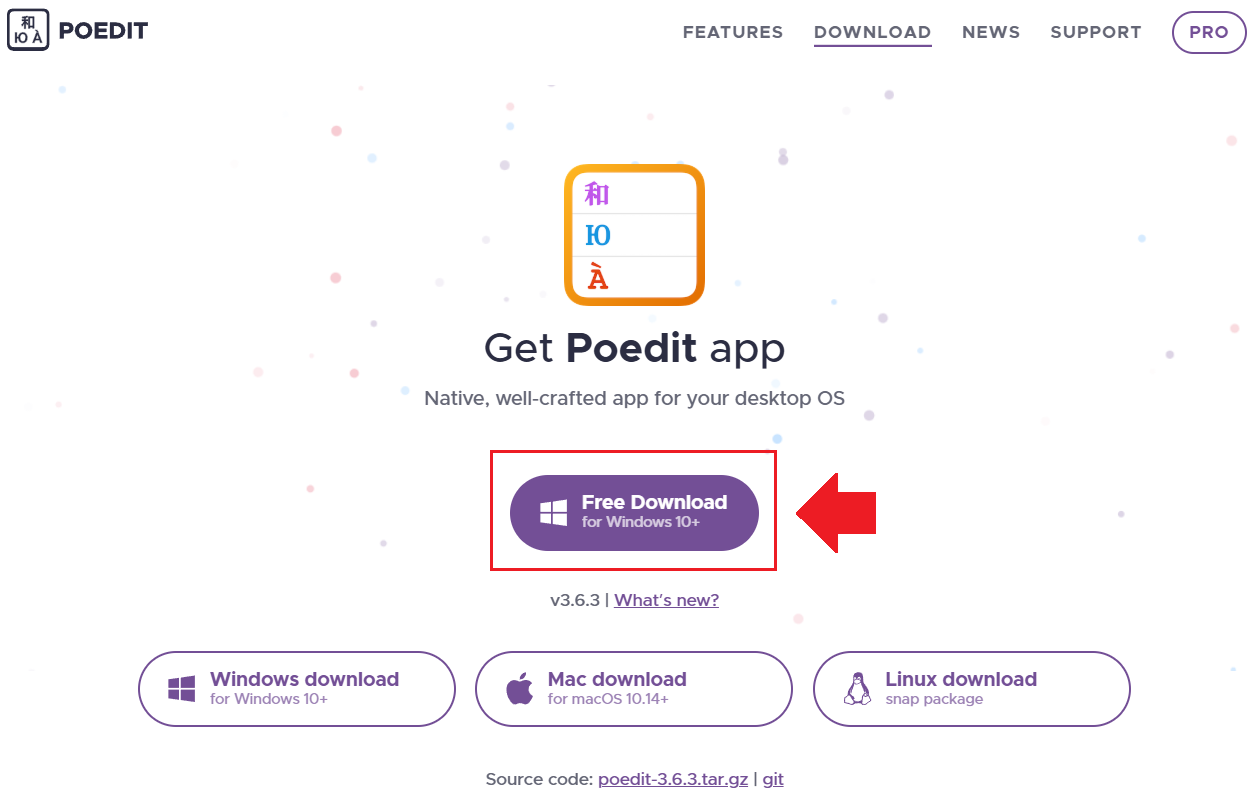 和
Ю À
POEDIT
FEATURES
DOWNLOAD
NEWS
SUPPORT
PRO
和
Ю
À
Get Poedit app
Native, well-crafted app for your desktop OS
Free Download
for Windows 10+
v3.6.3 | What's new?
Windows download
for Windows 10+
Mac download
for macOS 10.14+
Linux download
snap package
Source code: poedit-3.6.3.tar.gz | git